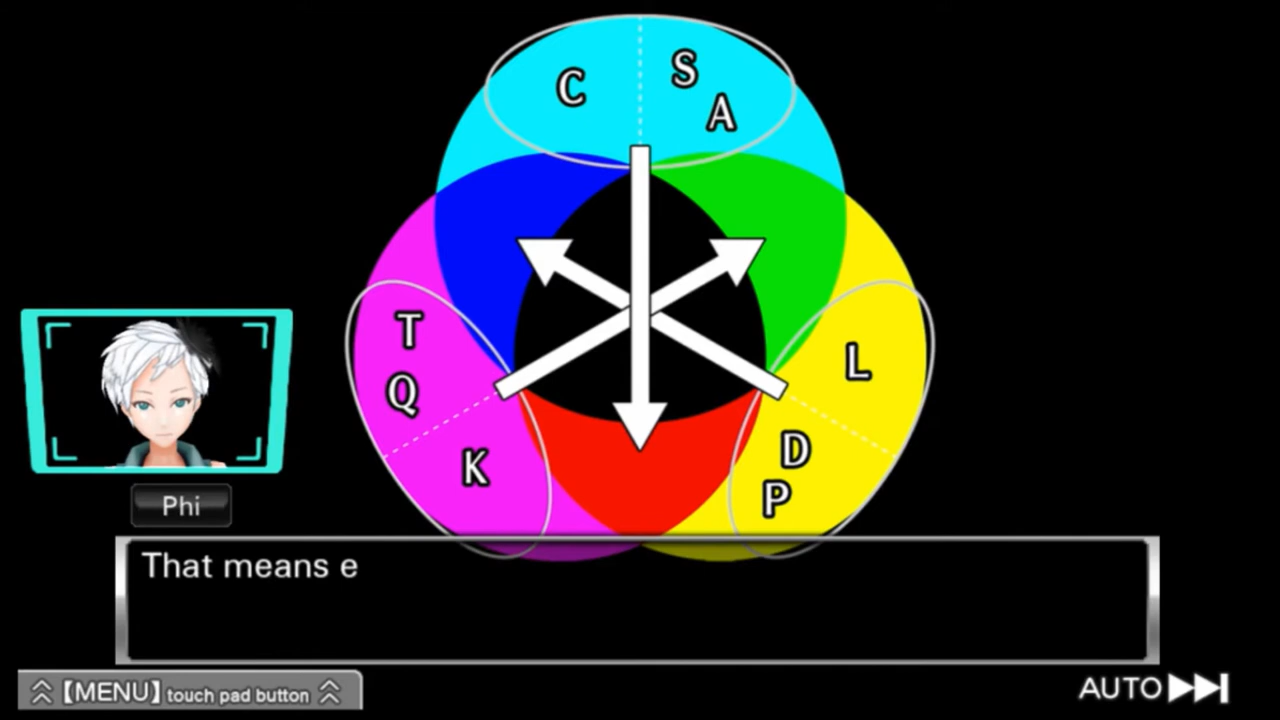 C
S
A
T
Q
K
L
D
P
Phi
That means e
【MENU】 touch pad button
AUTO